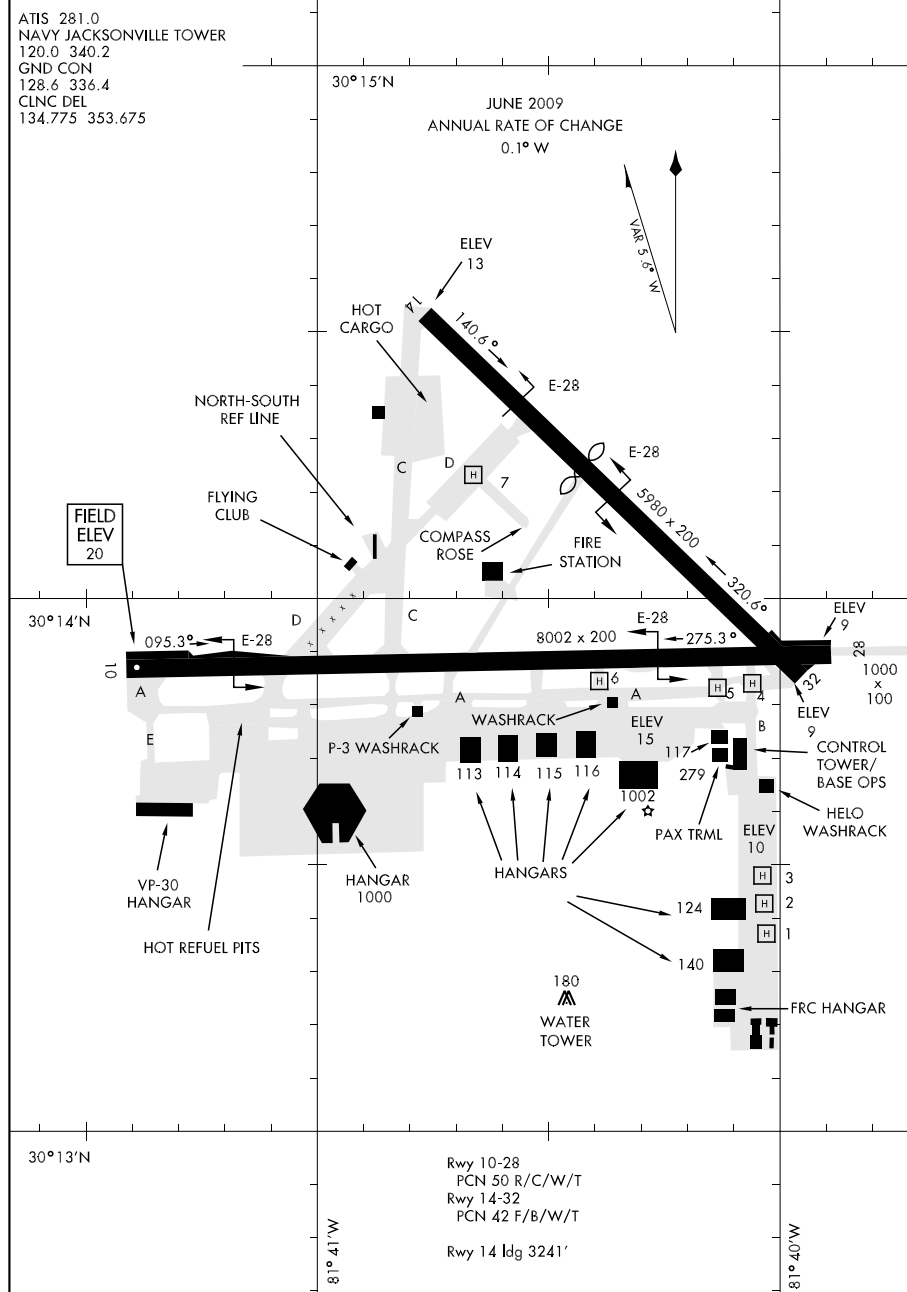 ATIS 281.0
NAVY JACKSONVILLE TOWER
120.0 340.2
GND CON
128.6 336.4
CLNC DEL
134.775 353.675
30°15'N
JUNE 2009
ANNUAL RATE OF CHANGE
0.1° W
VAR 5.6° W
ELEV
13
14
140.6°
HOT
CARGO
E-28
NORTH-SOUTH
REF LINE
C
D
H
7
E-28
5980 x 200
FLYING
CLUB
FIELD
ELEV
20
COMPASS
ROSE
FIRE
STATION
320.6°
30°14'N
D
x x x x x x
C
E-28
ELEV
9
095.3°
E-28
8002 x 200
275.3°
28
10
1000
x
100
32
A
A
H
6
A
H
5
H
4
ELEV
9
E
WASHRACK
P-3 WASHRACK
ELEV
15
B
117
CONTROL
TOWER/
BASE OPS
113
114
115
116
279
1002
HELO
WASHRACK
PAX TRML
ELEV
10
VP-30
HANGAR
HANGAR
1000
HANGARS
H
3
H
2
124
H
1
HOT REFUEL PITS
140
180
WATER
TOWER
FRC HANGAR
30°13'N
Rwy 10-28
PCN 50 R/C/W/T
Rwy 14-32
PCN 42 F/B/W/T
Rwy 14 ldg 3241'
81°41'W
81°40'W